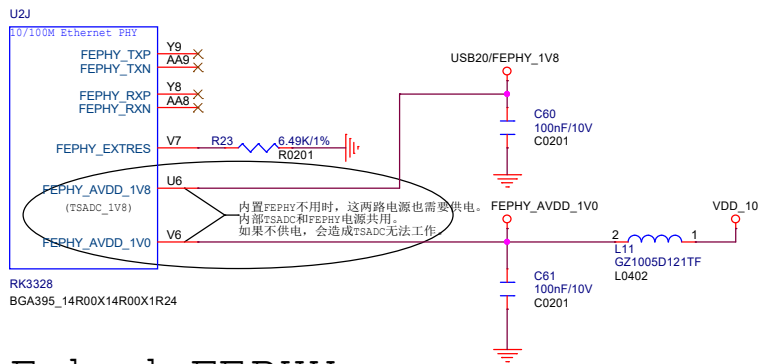 U2J
10/100M Ethernet PHY
FEPHY_TXP Y9
FEPHY_TXN AA9
FEPHY_RXP Y8
FEPHY_RXN AA8
FEPHY_EXTRES V7
R23 6.49K/1%
R0201
FEPHY_AVDD_1V8 U6
(TSADC_1V8)
FEPHY_AVDD_1V0 V6
内置FEPHY不用时，这两路电源也需要供电。
内部TSADC和FEPHY电源共用。
如果不供电，会造成TSADC无法工作。
USB20/FEPHY_1V8
C60
100nF/10V
C0201
FEPHY_AVDD_1V0
VDD_10
2 1
L11
GZ1005D121TF
L0402
C61
100nF/10V
C0201
RK3328
BGA395_14R00X14R00X1R24